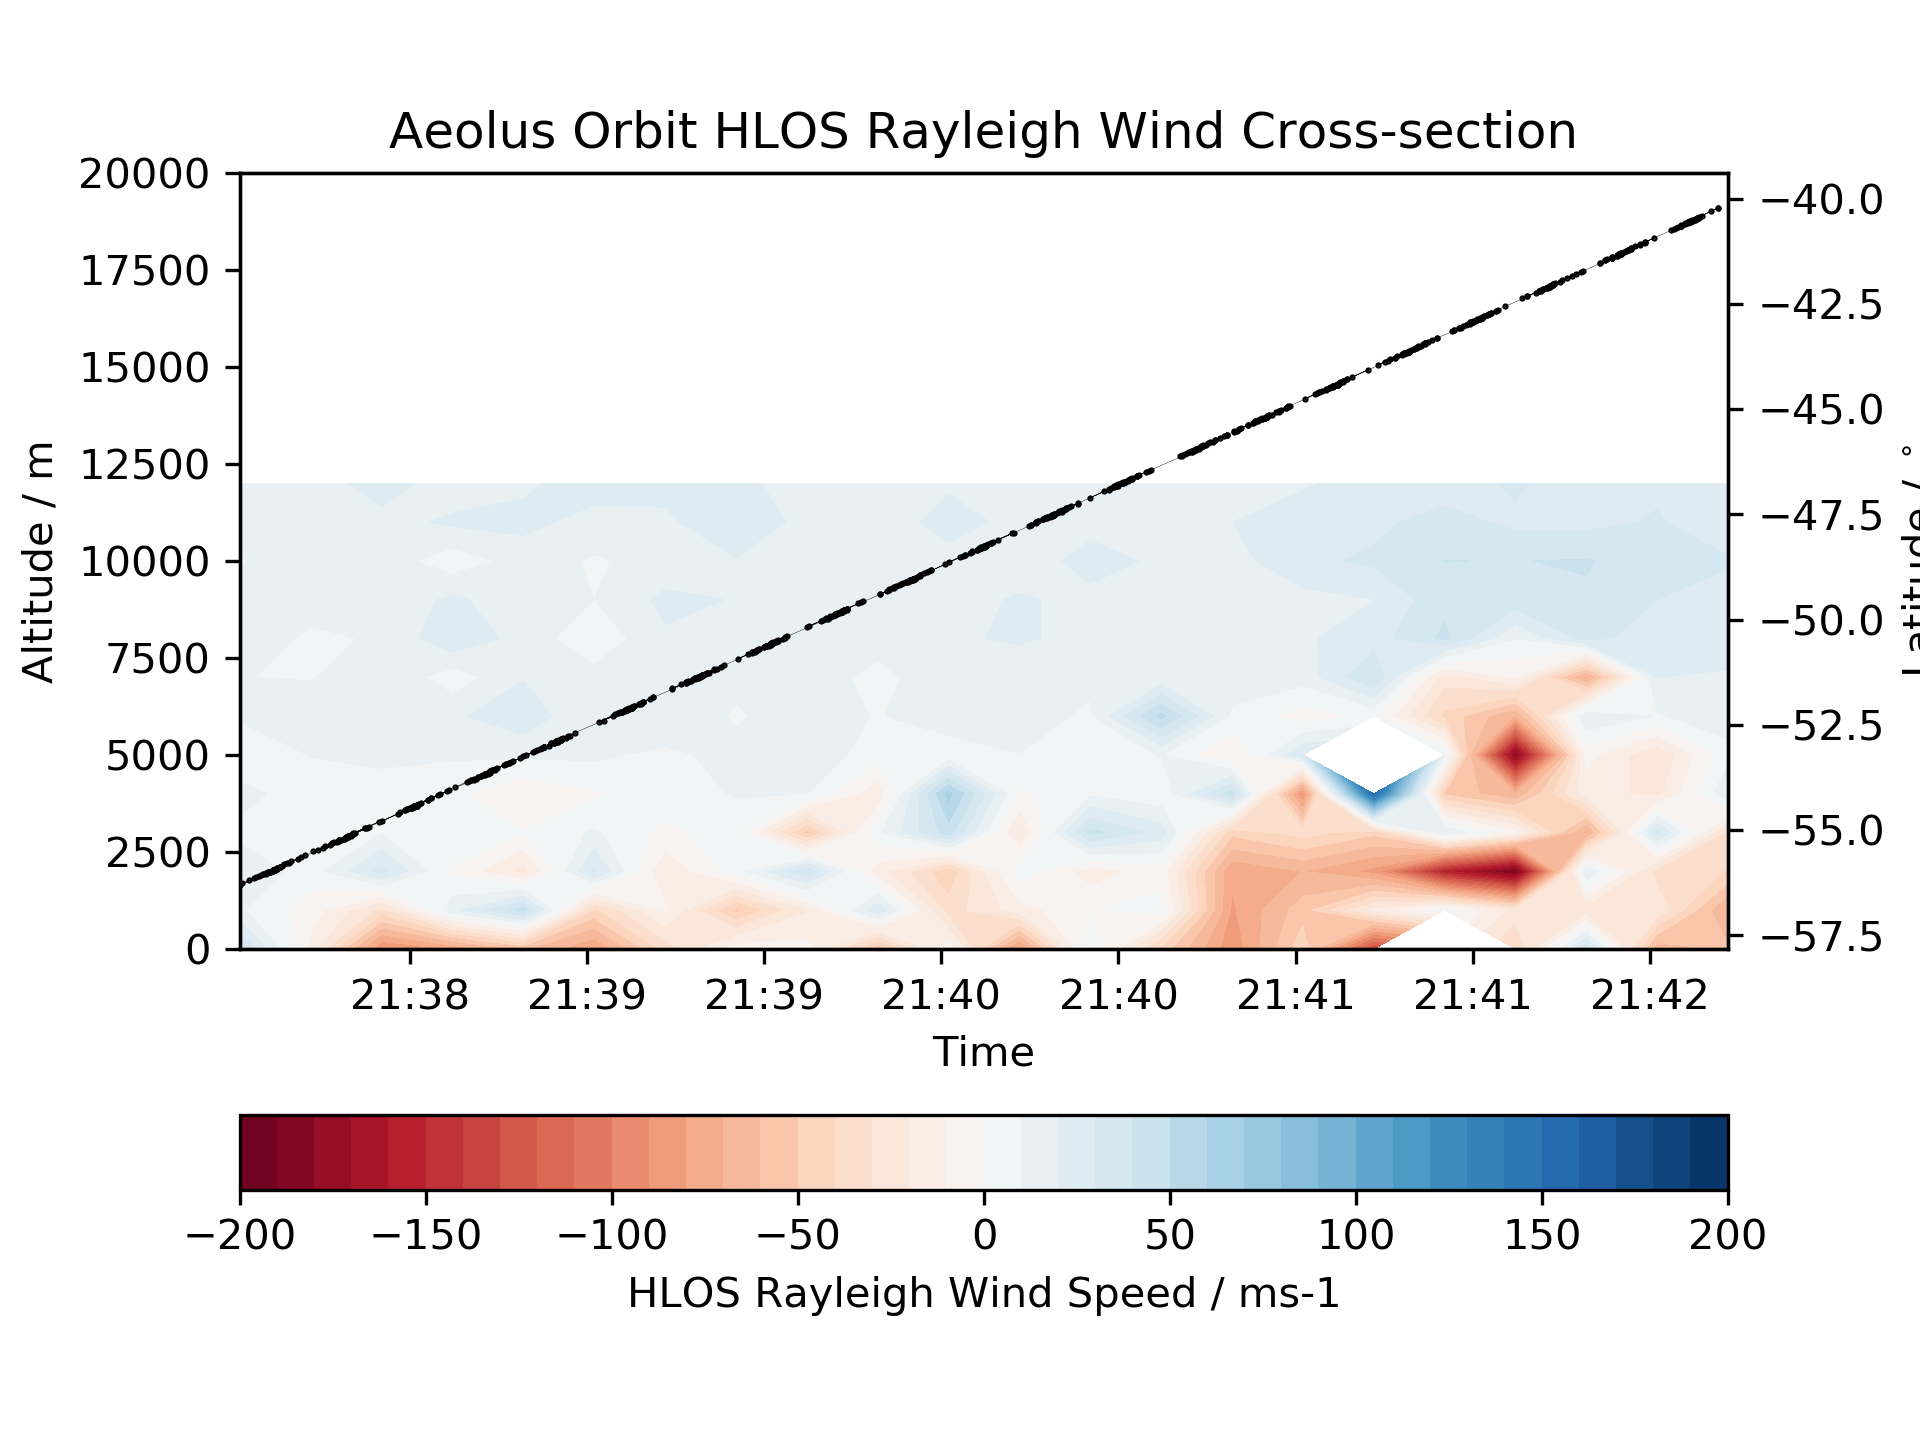 Aeolus Orbit HLOS Rayleigh Wind Cross-section
20000
17500
15000
12500
10000
7500
5000
2500
0
Altitude / m
−40.0
−42.5
−45.0
−47.5
−50.0
−52.5
−55.0
−57.5
Latitude / °
21:38 21:39 21:39 21:40 21:40 21:41 21:41 21:42
Time
−200 −150 −100 −50 0 50 100 150 200
HLOS Rayleigh Wind Speed / ms-1